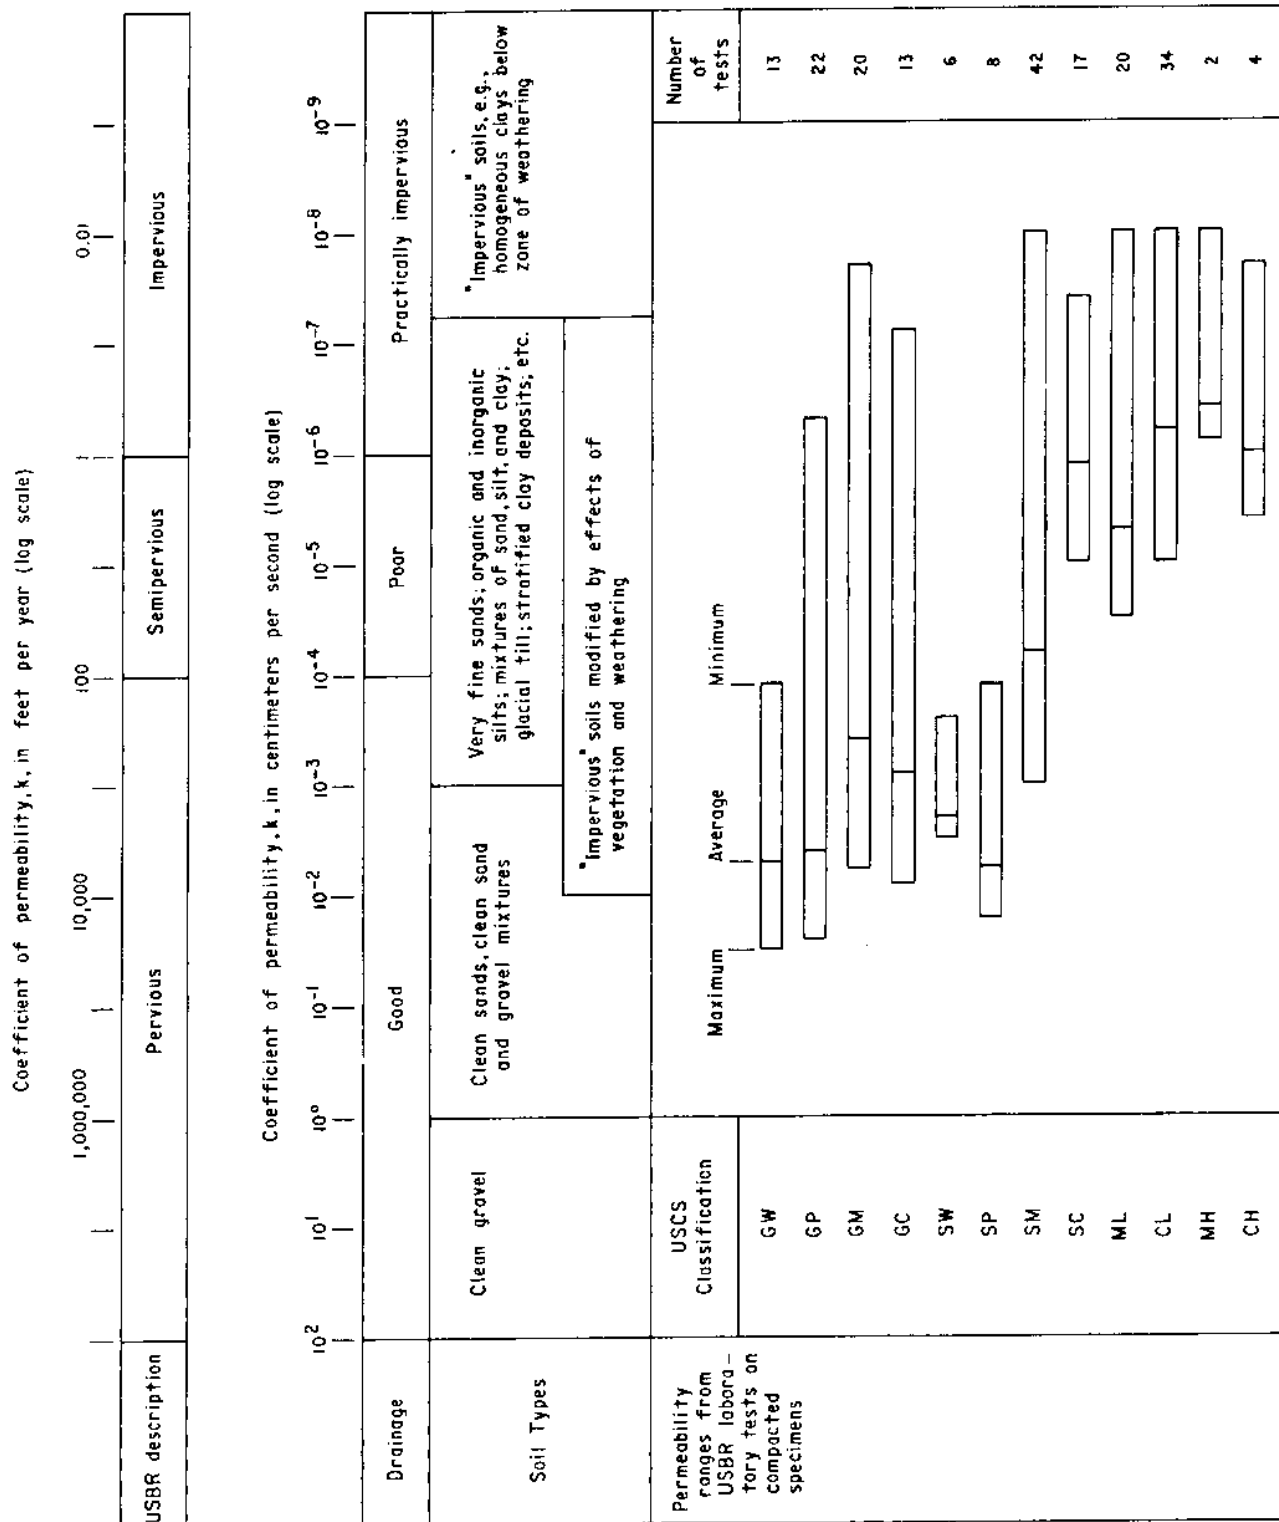 Coefficient of permeability, k, in feet per year (log scale)
1,000,000
10,000
100
1
0.01
USBR description
Pervious
Semipervious
Impervious
Coefficient of permeability, k, in centimeters per second (log scale)
10²
10¹
10⁰
10⁻¹
10⁻²
10⁻³
10⁻⁴
10⁻⁵
10⁻⁶
10⁻⁷
10⁻⁸
10⁻⁹
Drainage
Good
Poor
Practically impervious
Soil Types
Clean gravel
Clean sands, clean sand
and gravel mixtures
Very fine sands; organic and inorganic
silts; mixtures of sand, silt, and clay;
glacial till; stratified clay deposits; etc.
"Impervious" soils, e.g.,
homogeneous clays below
zone of weathering
"Impervious" soils modified by effects of
vegetation and weathering
Permeability
ranges from
USBR labora-
tory tests on
compacted
specimens
USCS
Classification
Number
of
tests
Maximum
Average
Minimum
GW 13
GP 22
GM 20
GC 13
SW 6
SP 8
SM 42
SC 17
ML 20
CL 34
MH 2
CH 4